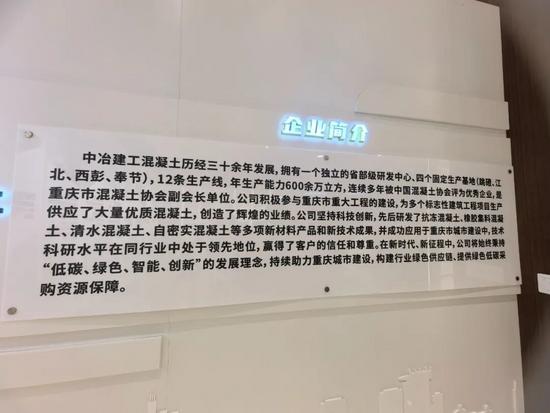 企业简介
中冶建工混凝土历经三十余年发展，拥有一个独立的省部级研发中心、四个固定生产基地(跳磴、江
北、西彭、奉节)，12条生产线，年生产能力600余万立方，连续多年被中国混凝土协会评为优秀企业，是
重庆市混凝土协会副会长单位。公司积极参与重庆市重大工程的建设，为多个标志性建筑工程项目生产
供应了大量优质混凝土，创造了辉煌的业绩。公司坚持科技创新，先后研发了抗冻混凝土、橡胶集料混凝
土、清水混凝土、自密实混凝土等多项新材料产品和新技术成果，并成功应用于重庆市城市建设中，技术
科研水平在同行业中处于领先地位，赢得了客户的信任和尊重。在新时代、新征程中，公司将始终秉持
“低碳、绿色、智能、创新”的发展理念，持续助力重庆城市建设，构建行业绿色供应链、提供绿色低碳采
购资源保障。